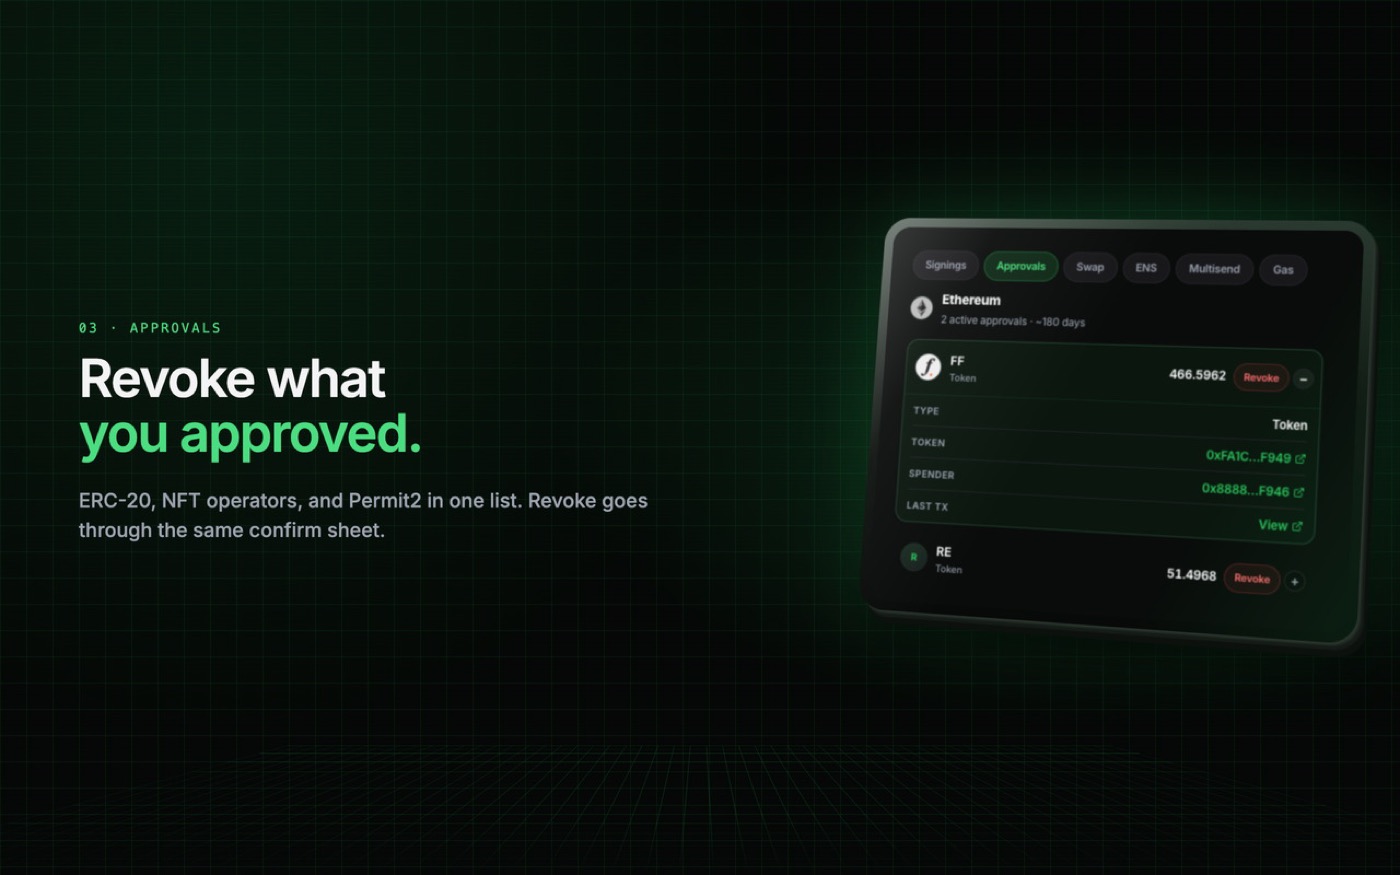 03 · APPROVALS
Revoke what
you approved.
ERC-20, NFT operators, and Permit2 in one list. Revoke goes
through the same confirm sheet.
Signings Approvals Swap ENS Multisend Gas
Ethereum
2 active approvals · ~180 days
FF
Token
466.5962 Revoke −
TYPE Token
TOKEN 0xFA1C...F949
SPENDER 0x8888...F946
LAST TX View
R
RE
Token
51.4968 Revoke +